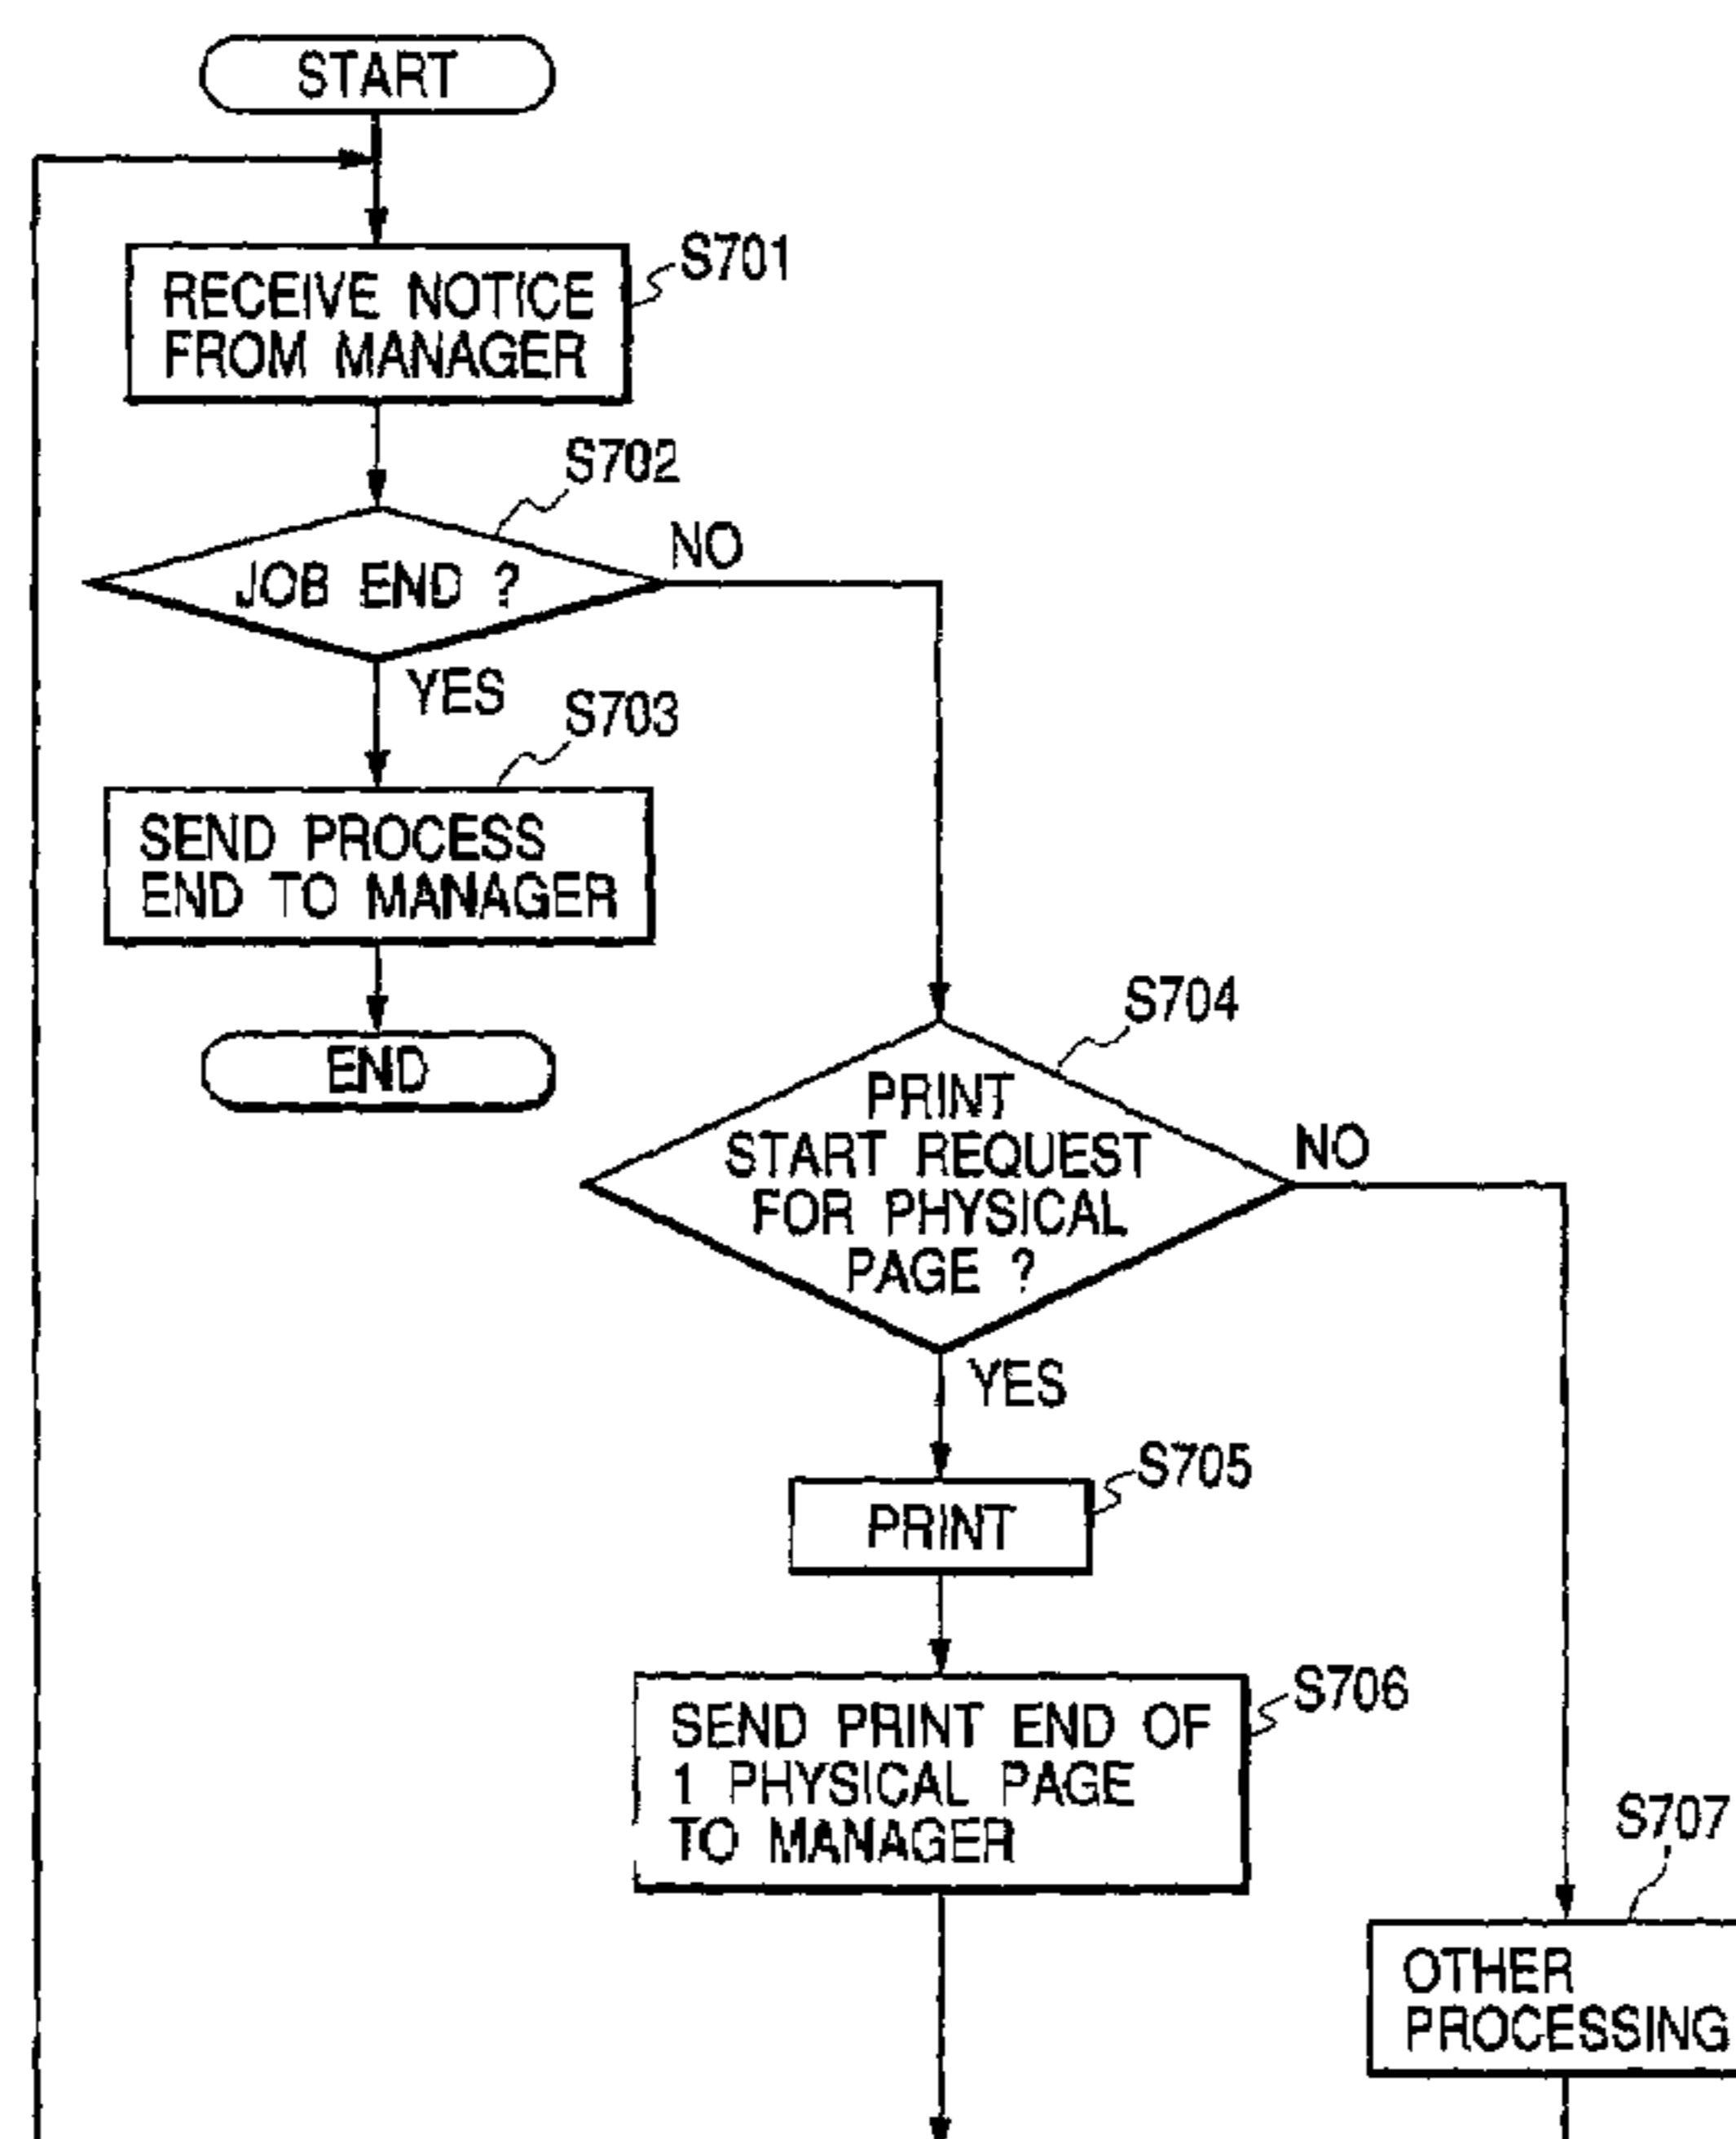 START
S701
RECEIVE NOTICE
FROM MANAGER
S702
JOB END ?
NO
YES
S703
SEND PROCESS
END TO MANAGER
END
S704
PRINT
START REQUEST
FOR PHYSICAL
PAGE ?
NO
YES
S705
PRINT
S706
SEND PRINT END OF
1 PHYSICAL PAGE
TO MANAGER
S707
OTHER
PROCESSING